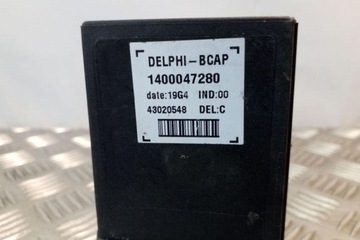 DELPHI-BCAP
1400047280
date:19G4 IND:00
43020548 DEL:C